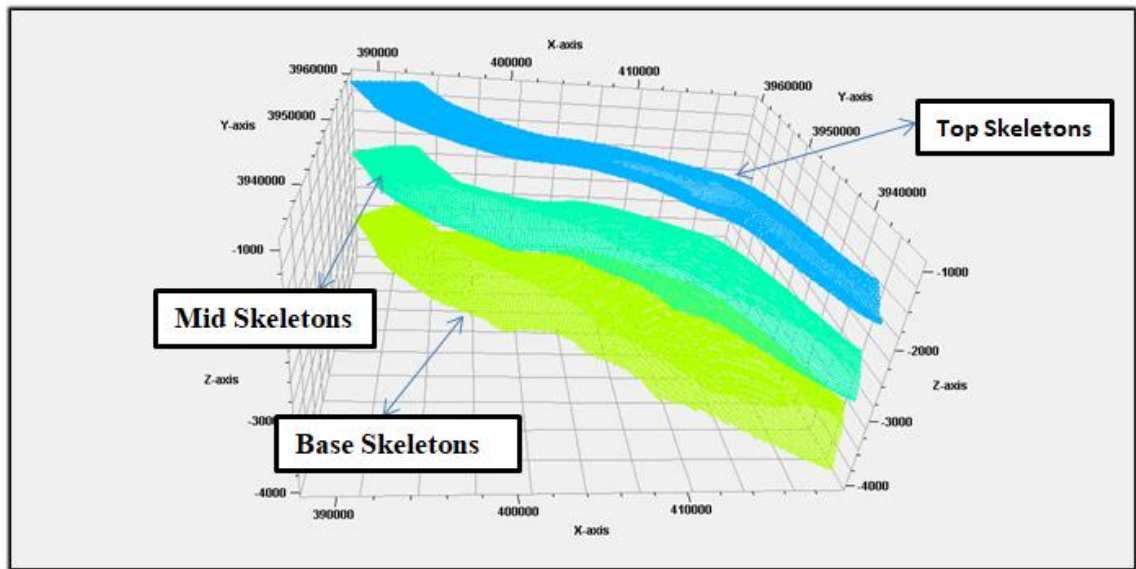 X-axis
390000
400000
410000
3960000
3960000
3950000
Y-axis
Y-axis
3950000
Top Skeletons
3940000
3940000
-1000
-1000
Mid Skeletons
-2000
Z-axis
Z-axis
-3000
-3000
Base Skeletons
-4000
-4000
390000
400000
410000
X-axis